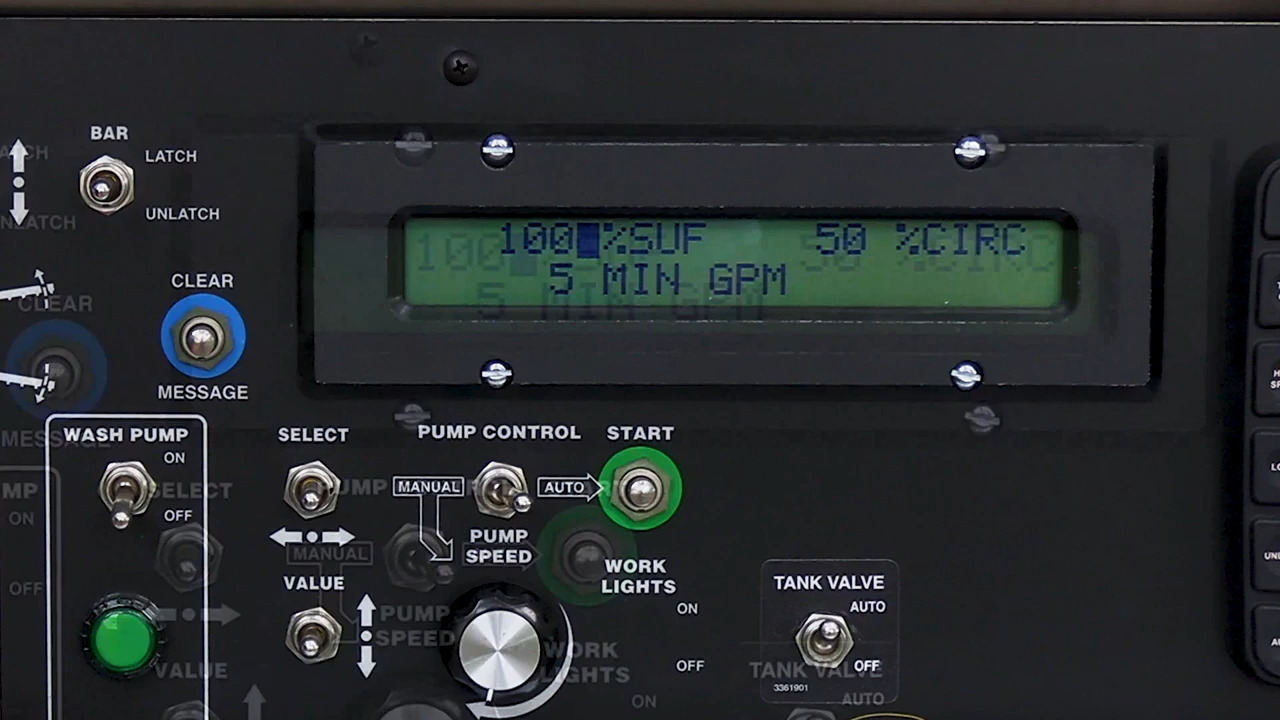 BAR
LATCH
UNLATCH
CLEAR
MESSAGE
100 %SUF 50 %CIRC
5 MIN GPM
WASH PUMP
ON
OFF
SELECT
VALUE
PUMP CONTROL
MANUAL
AUTO
START
PUMP
SPEED
WORK
LIGHTS
ON
OFF
TANK VALVE
AUTO
OFF
3361901